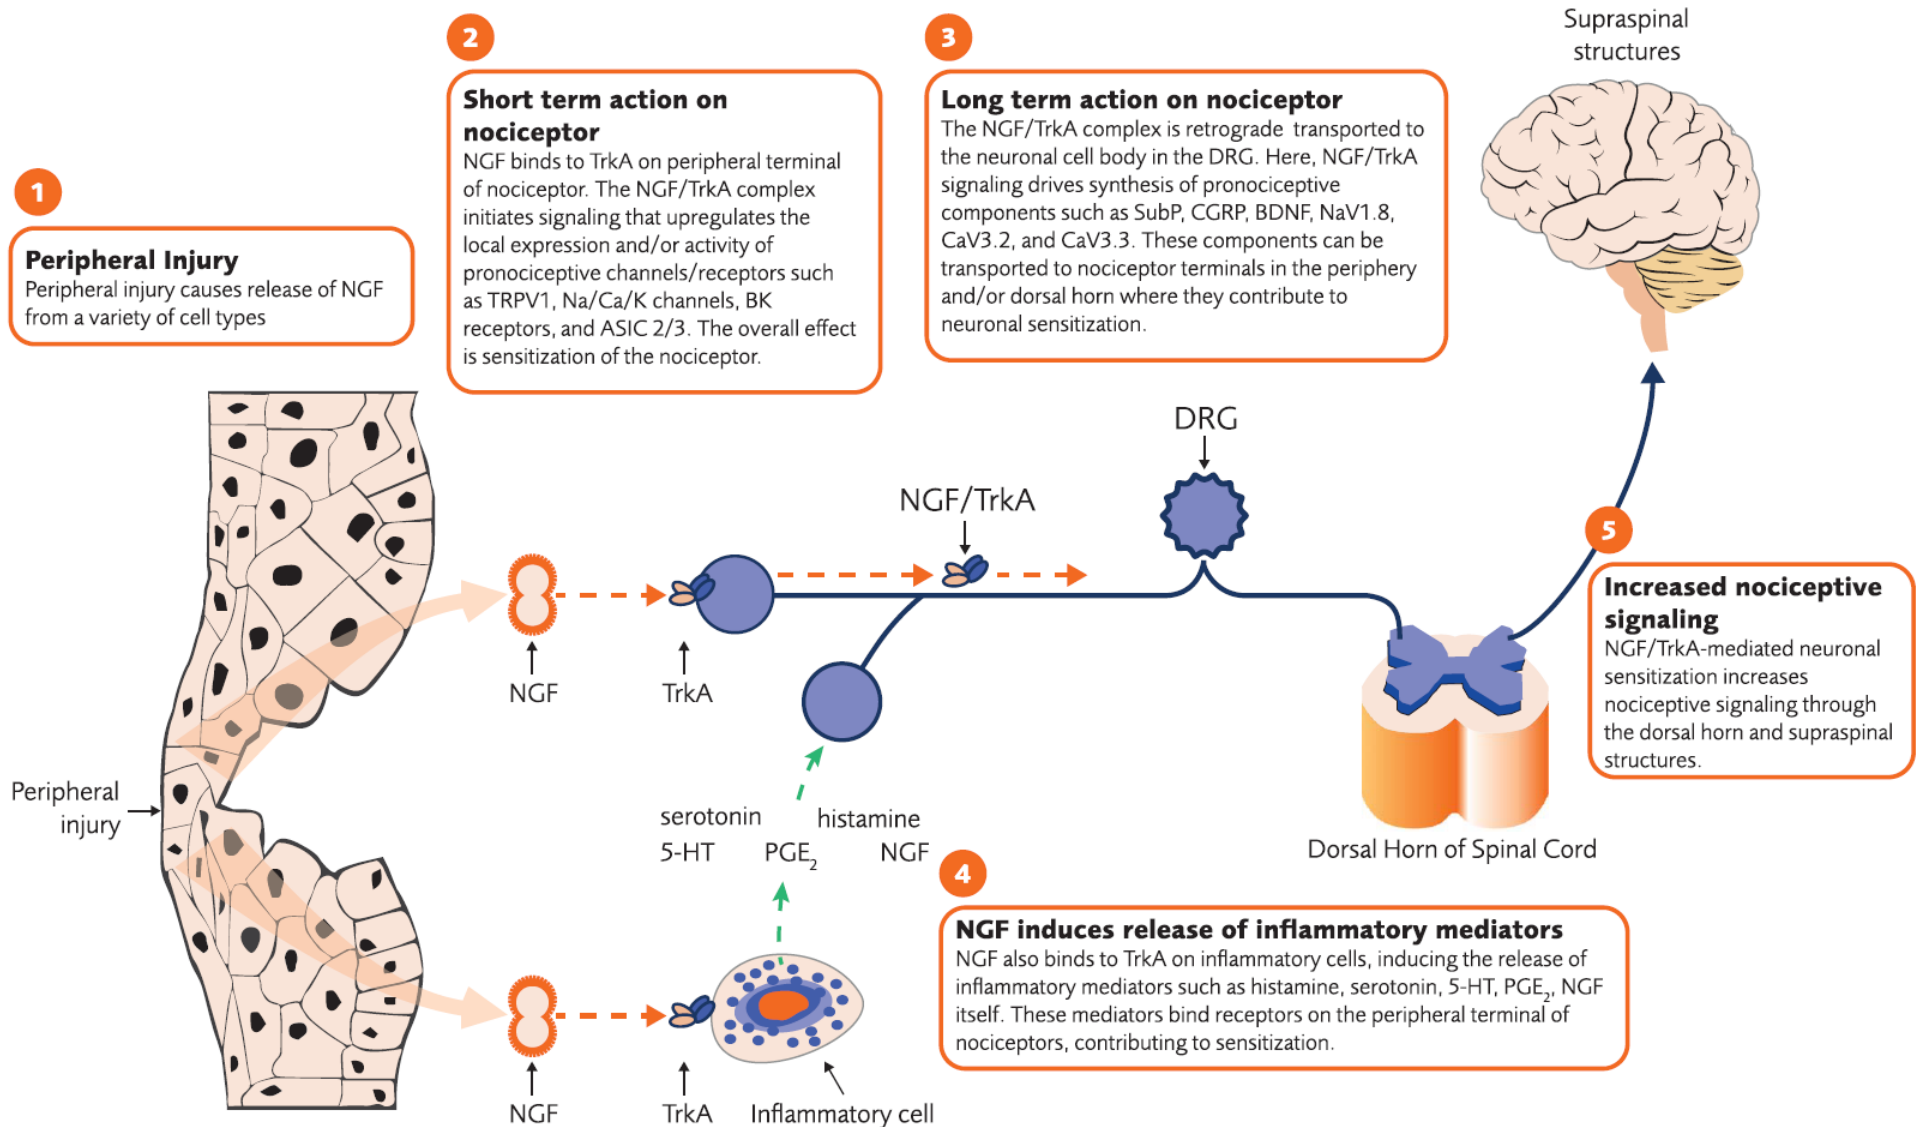 1
Peripheral Injury
Peripheral injury causes release of NGF
from a variety of cell types
2
Short term action on
nociceptor
NGF binds to TrkA on peripheral terminal
of nociceptor. The NGF/TrkA complex
initiates signaling that upregulates the
local expression and/or activity of
pronociceptive channels/receptors such
as TRPV1, Na/Ca/K channels, BK
receptors, and ASIC 2/3. The overall effect
is sensitization of the nociceptor.
3
Long term action on nociceptor
The NGF/TrkA complex is retrograde transported to
the neuronal cell body in the DRG. Here, NGF/TrkA
signaling drives synthesis of pronociceptive
components such as SubP, CGRP, BDNF, NaV1.8,
CaV3.2, and CaV3.3. These components can be
transported to nociceptor terminals in the periphery
and/or dorsal horn where they contribute to
neuronal sensitization.
Supraspinal
structures
DRG
NGF/TrkA
NGF
TrkA
5
Increased nociceptive
signaling
NGF/TrkA-mediated neuronal
sensitization increases
nociceptive signaling through
the dorsal horn and supraspinal
structures.
Peripheral
injury
serotonin histamine
5-HT PGE₂ NGF
Dorsal Horn of Spinal Cord
4
NGF induces release of inflammatory mediators
NGF also binds to TrkA on inflammatory cells, inducing the release of
inflammatory mediators such as histamine, serotonin, 5-HT, PGE₂, NGF
itself. These mediators bind receptors on the peripheral terminal of
nociceptors, contributing to sensitization.
NGF
TrkA
Inflammatory cell